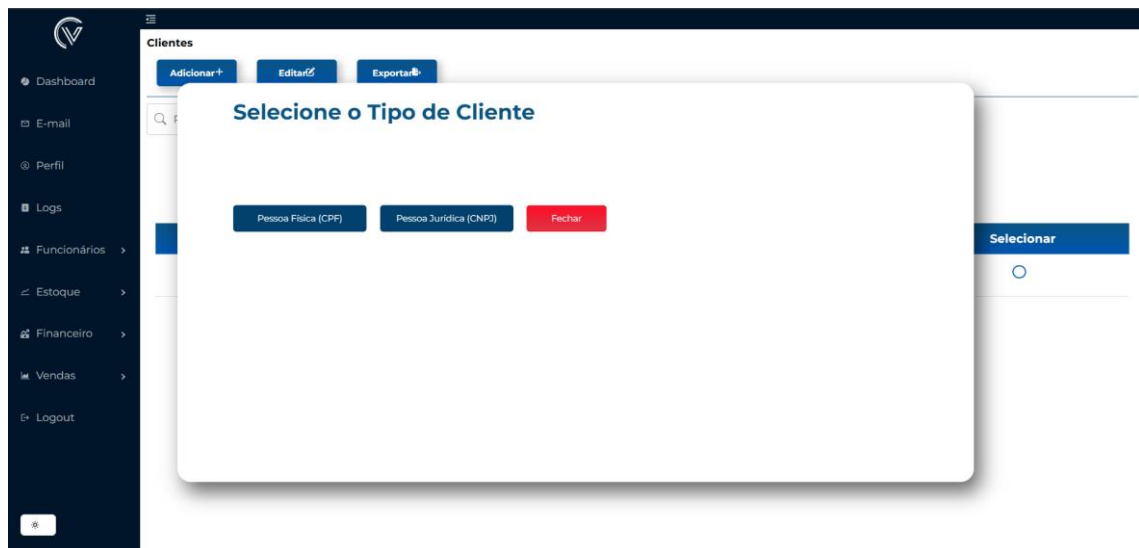 Clientes
Adicionar+
Editar
Exportar
Dashboard
E-mail
Perfil
Logs
Funcionários
Estoque
Financeiro
Vendas
Logout
Selecione o Tipo de Cliente
Pessoa Física (CPF)
Pessoa Jurídica (CNPJ)
Fechar
Selecionar